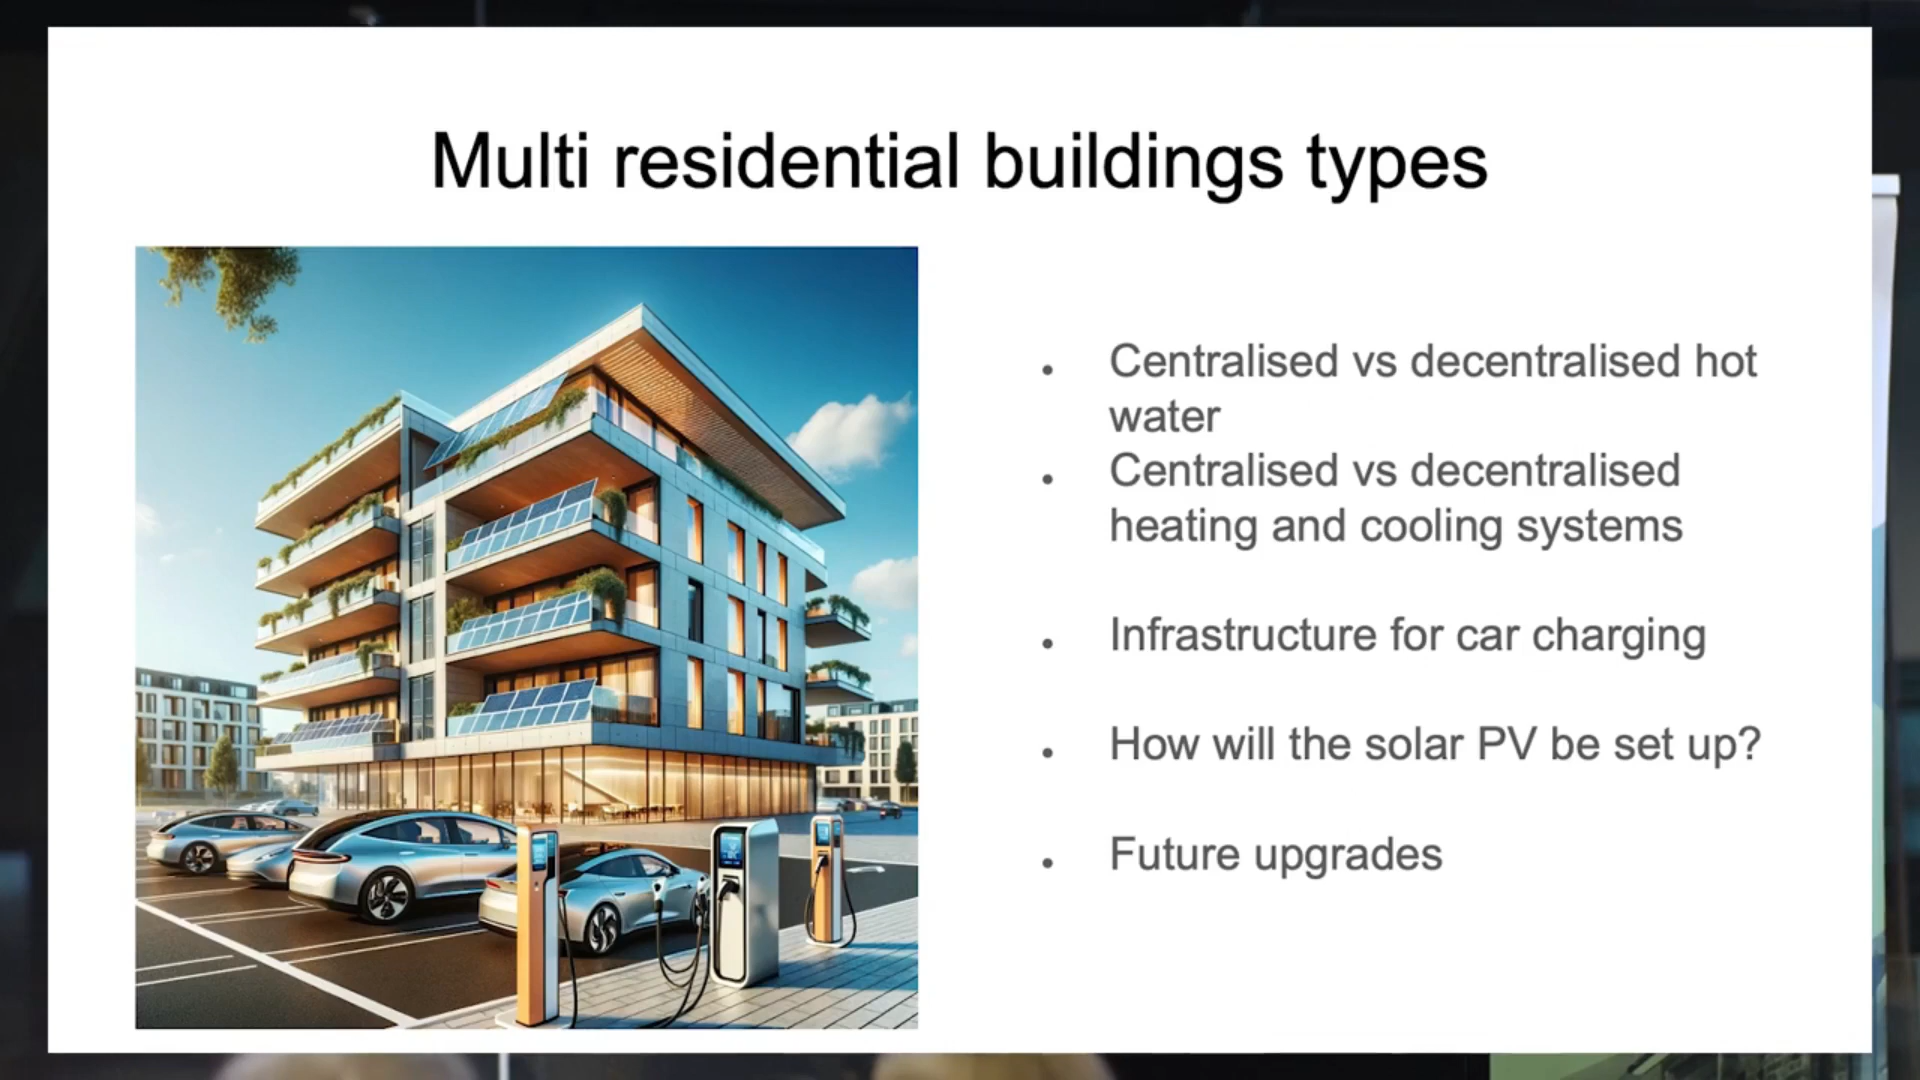 Multi residential buildings types
• Centralised vs decentralised hot
water
• Centralised vs decentralised
heating and cooling systems
• Infrastructure for car charging
• How will the solar PV be set up?
• Future upgrades